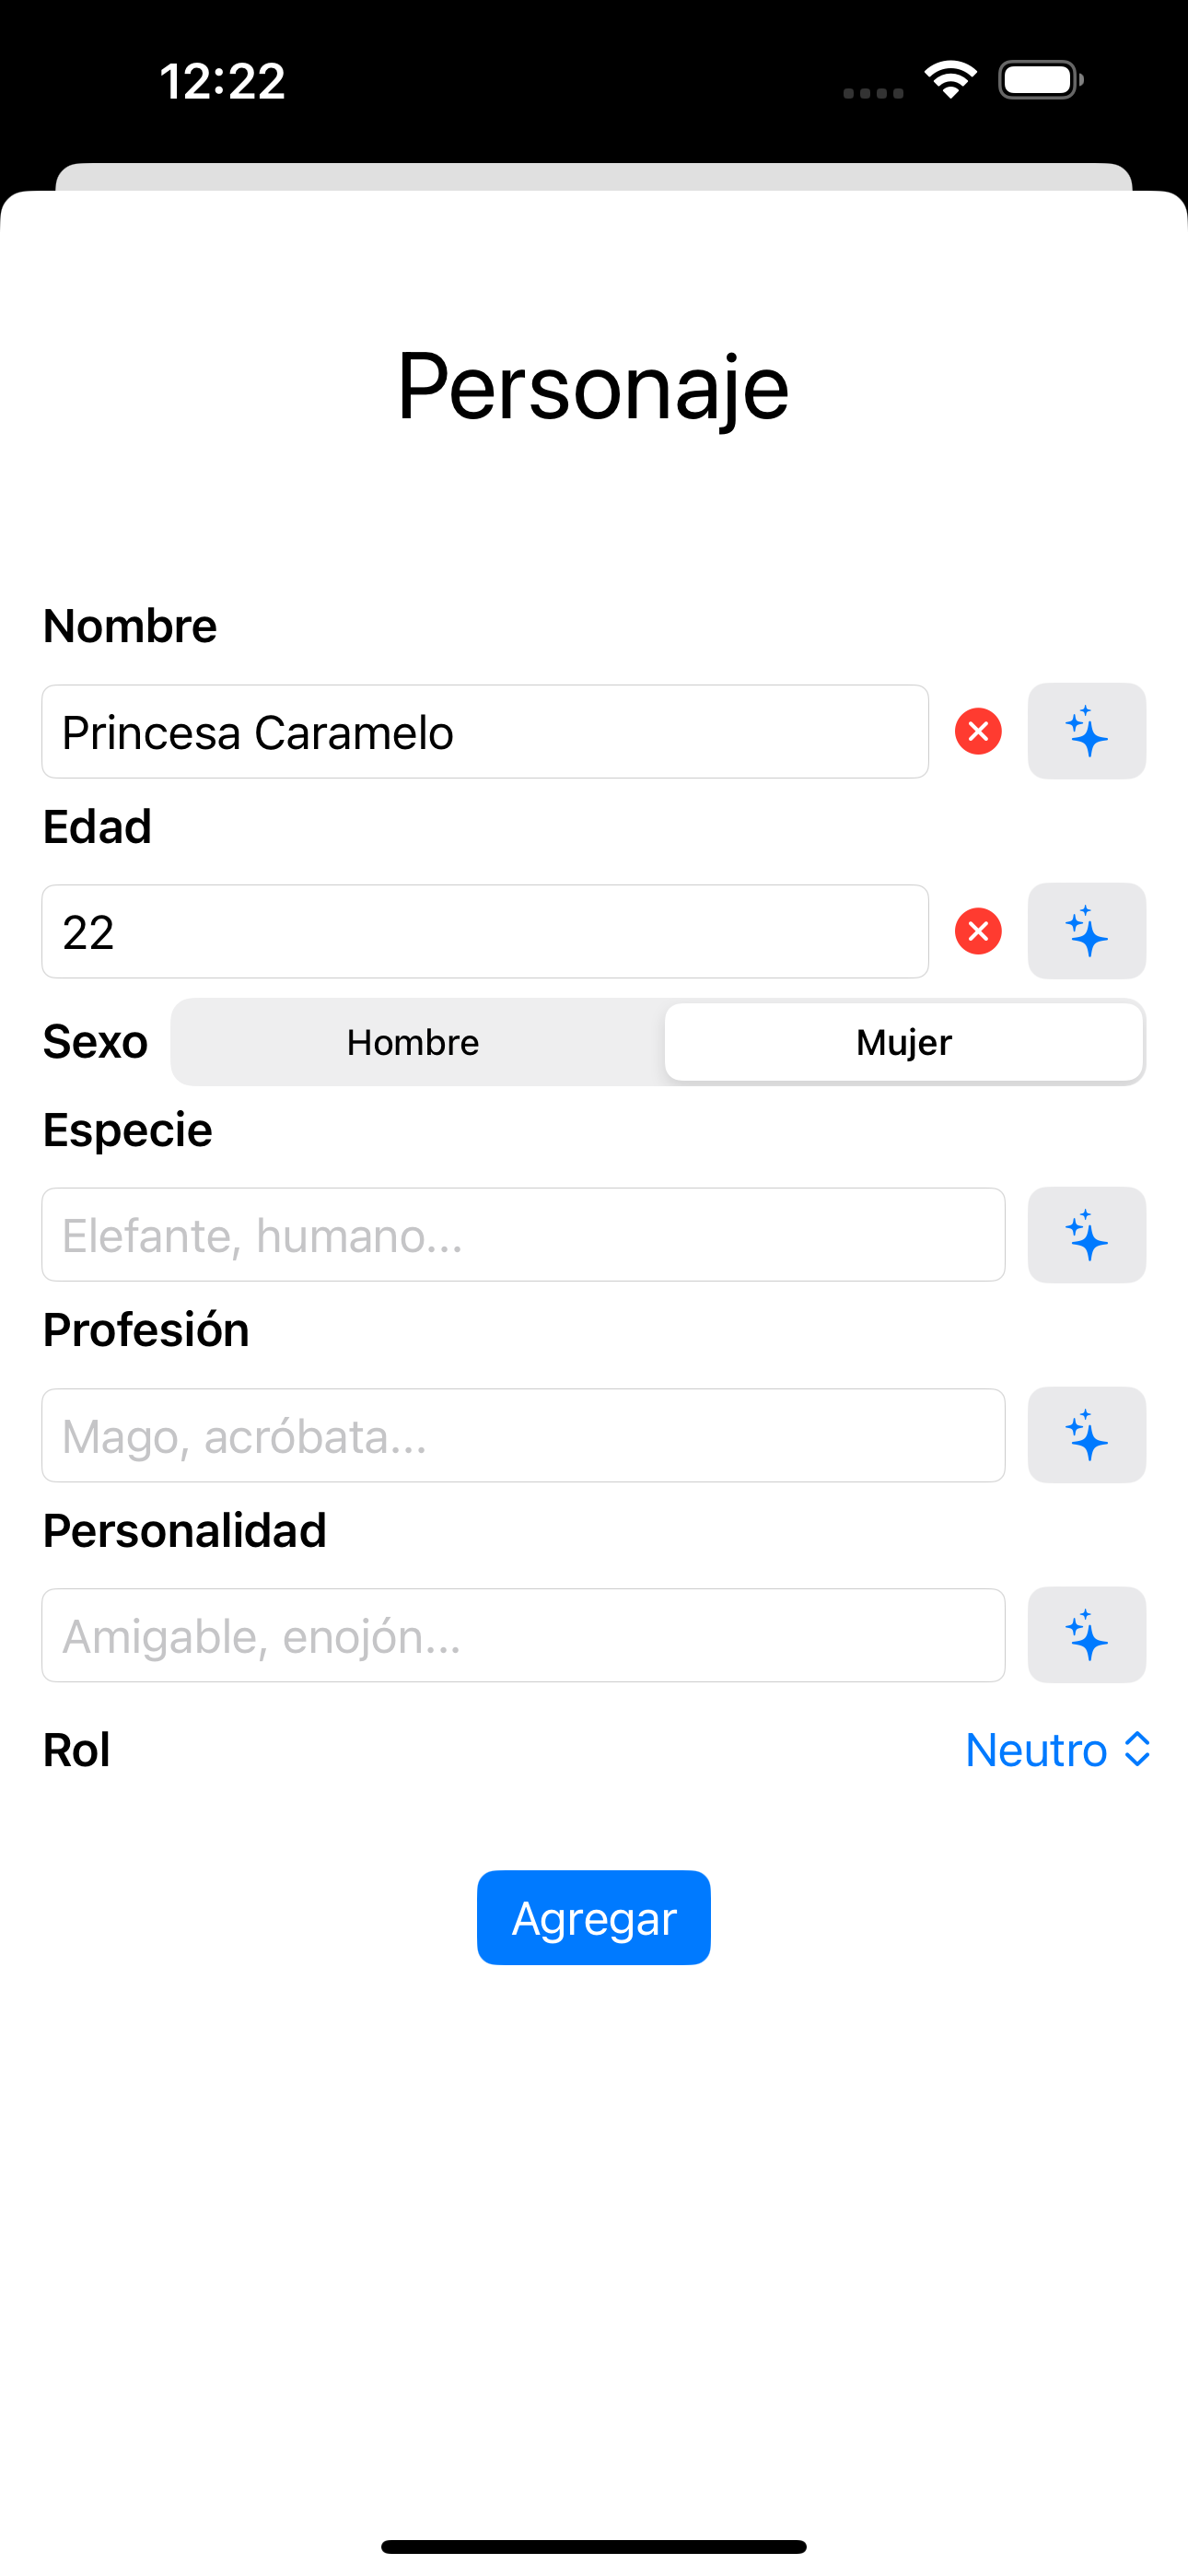 12:22
Personaje
Nombre
Princesa Caramelo
Edad
22
Sexo Hombre Mujer
Especie
Elefante, humano...
Profesión
Mago, acróbata...
Personalidad
Amigable, enojón...
Rol Neutro
Agregar